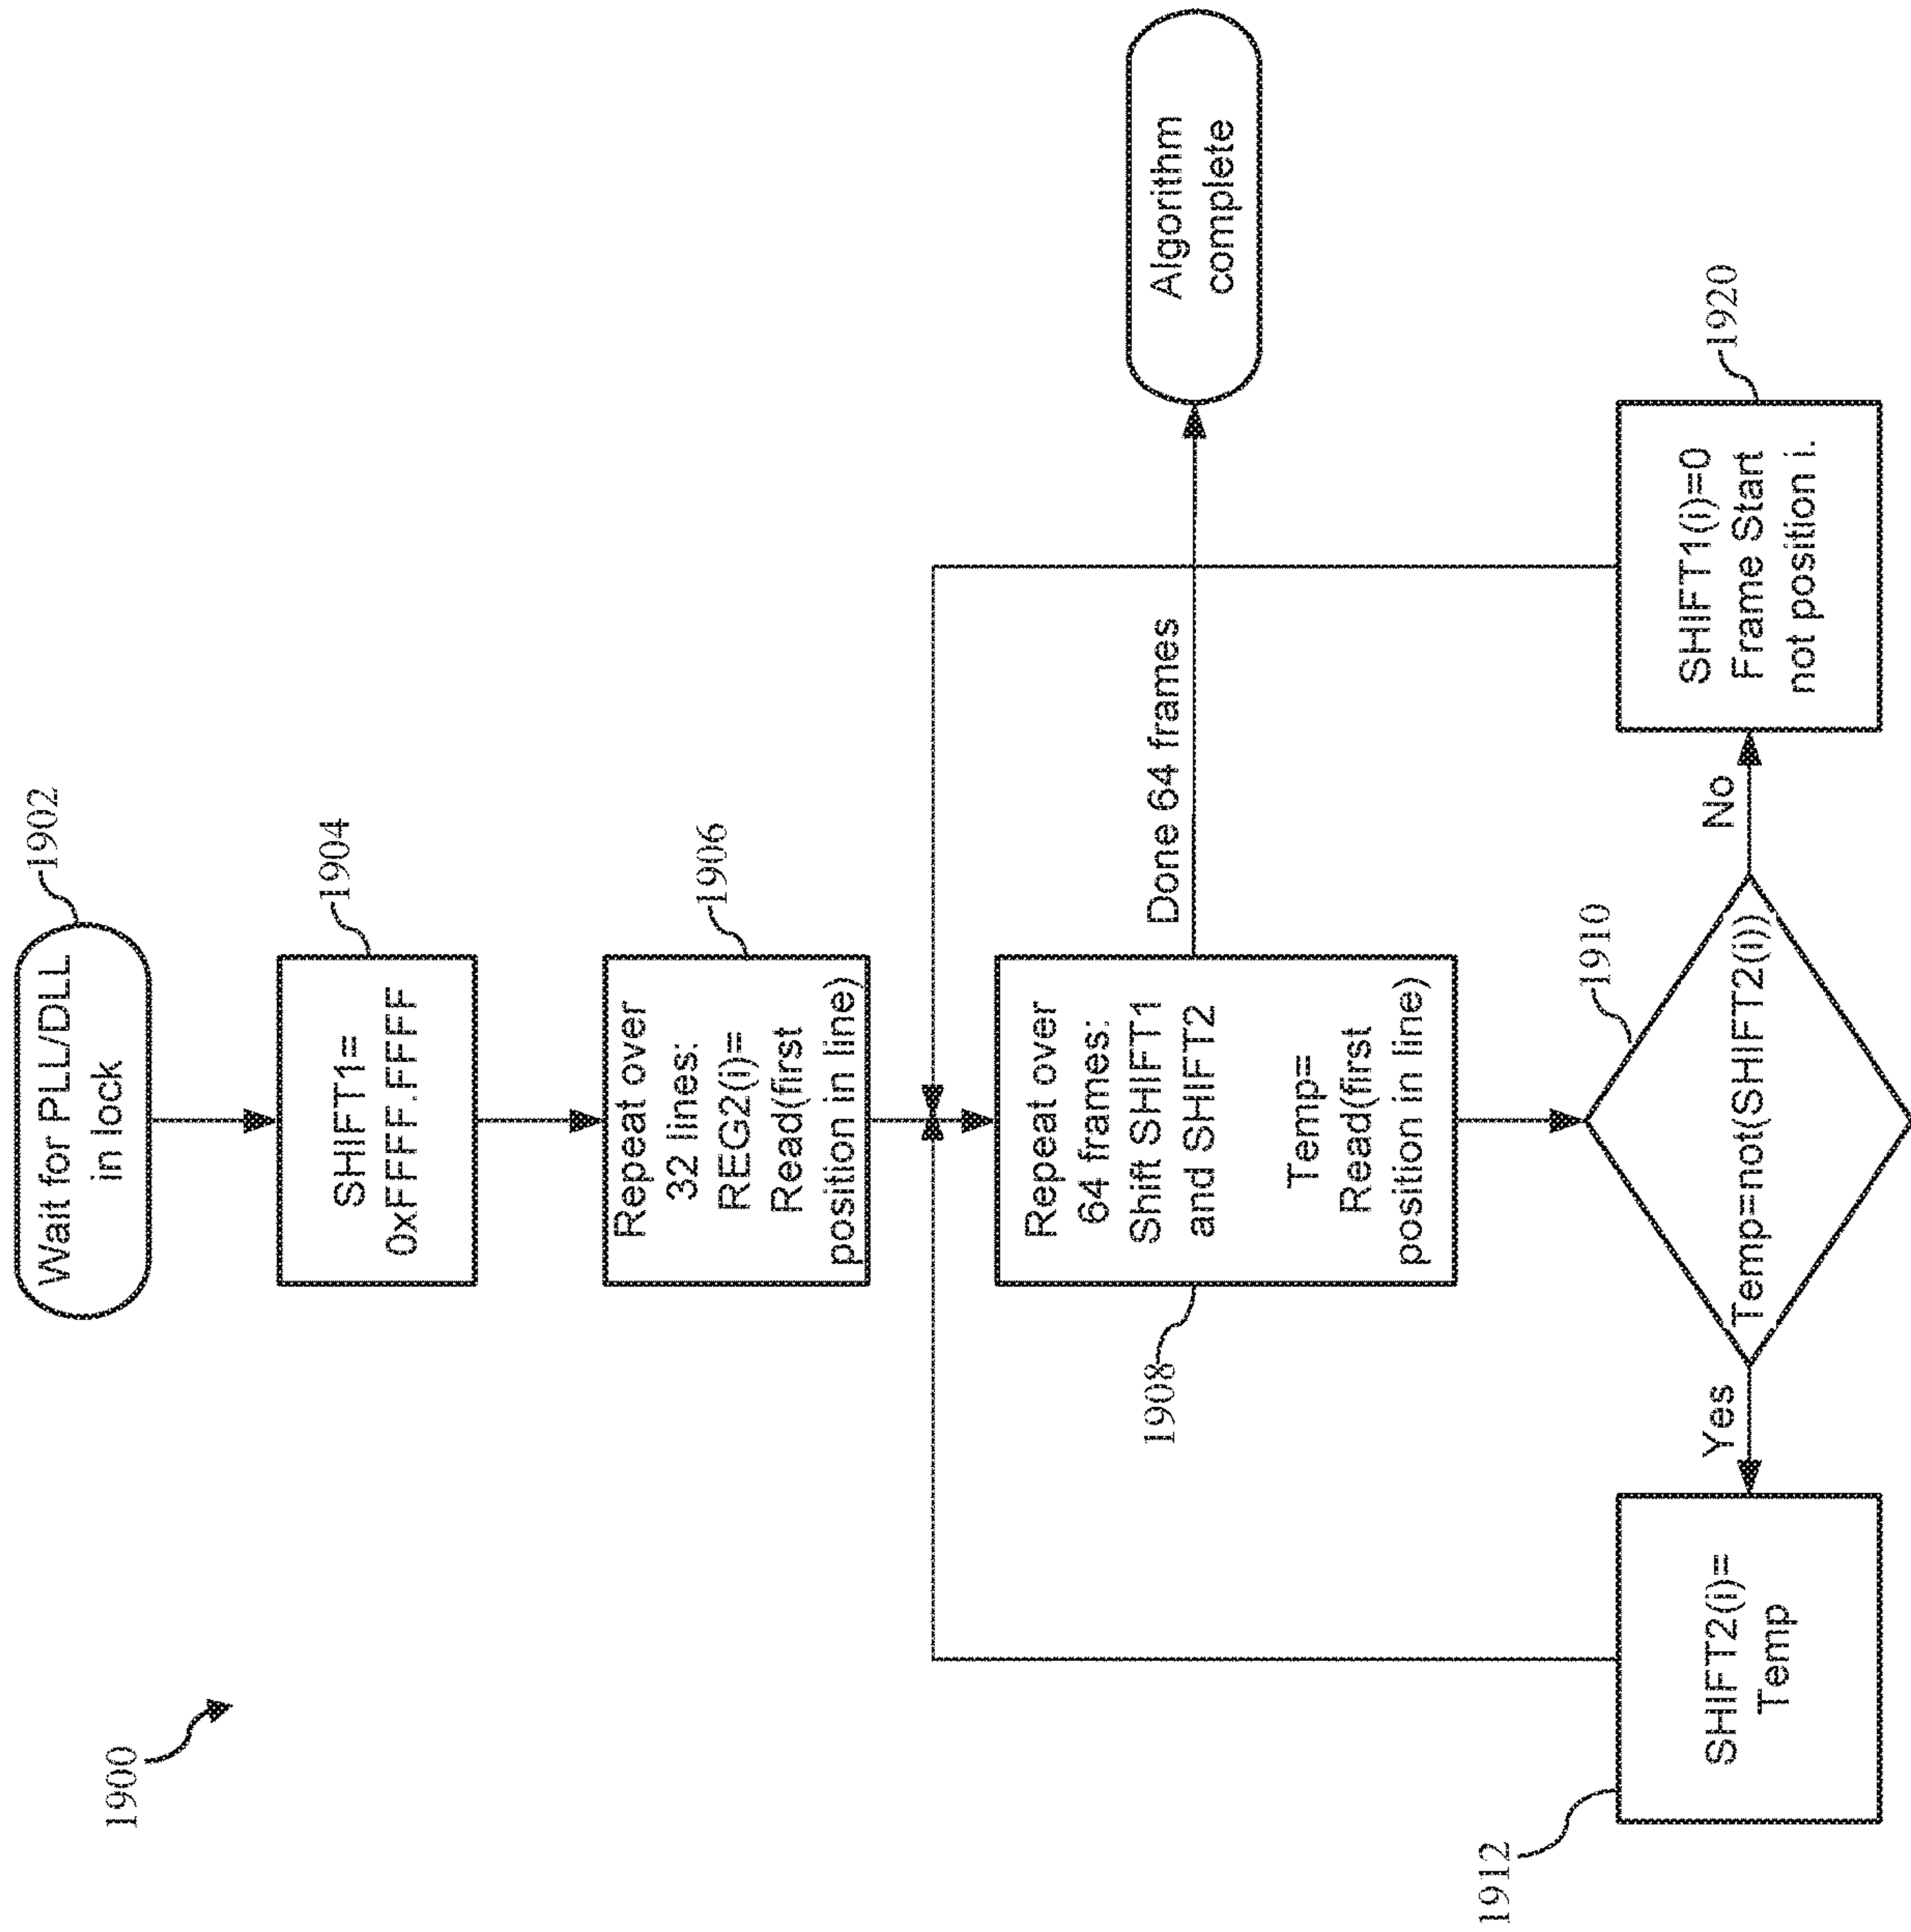 1900
Wait for PLL/DLL
in lock
1902
SHIFT1=
0xFFF.FFFF
1904
Repeat over
32 lines:
REG2(i)=
Read(first
position in line)
1906
Repeat over
64 frames:
Shift SHIFT1
and SHIFT2
Temp=
Read(first
position in line)
1908
Done 64 frames
Algorithm
complete
Temp=not(SHIFT2(i))
1910
Yes
No
SHIFT2(i)=
Temp
1912
SHIFT1(i)=0
Frame Start
not position i.
1920